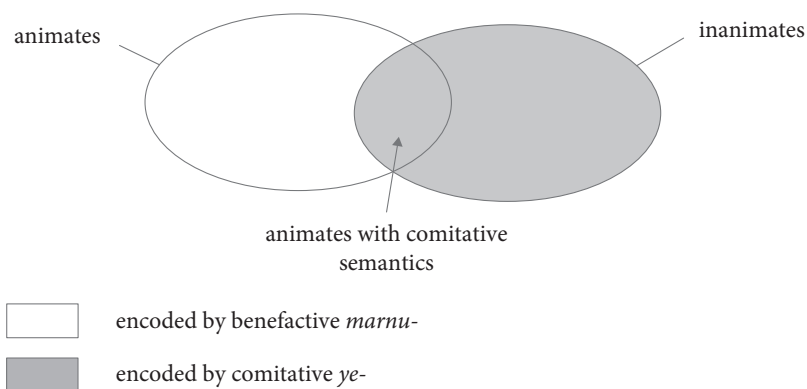 animates
inanimates
animates with comitative
semantics
encoded by benefactive marnu-
encoded by comitative ye-